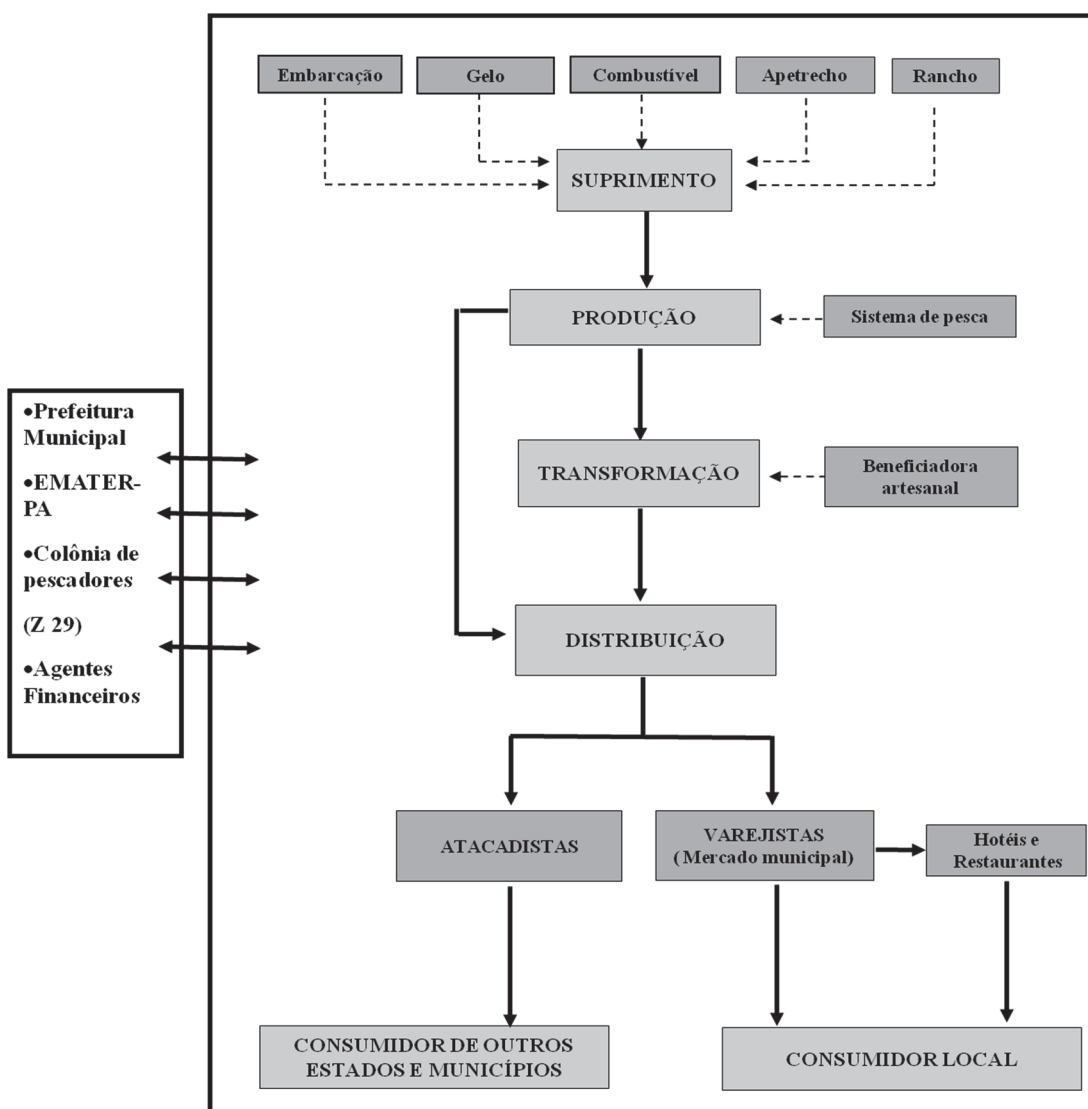 Embarcação
Gelo
Combustível
Apetrecho
Rancho
SUPRIMENTO
PRODUÇÃO
Sistema de pesca
•Prefeitura
Municipal
•EMATER-
PA
•Colônia de
pescadores
(Z 29)
•Agentes
Financeiros
TRANSFORMAÇÃO
Beneficiadora
artesanal
DISTRIBUIÇÃO
ATACADISTAS
VAREJISTAS
( Mercado municipal)
Hotéis e
Restaurantes
CONSUMIDOR DE OUTROS
ESTADOS E MUNICÍPIOS
CONSUMIDOR LOCAL